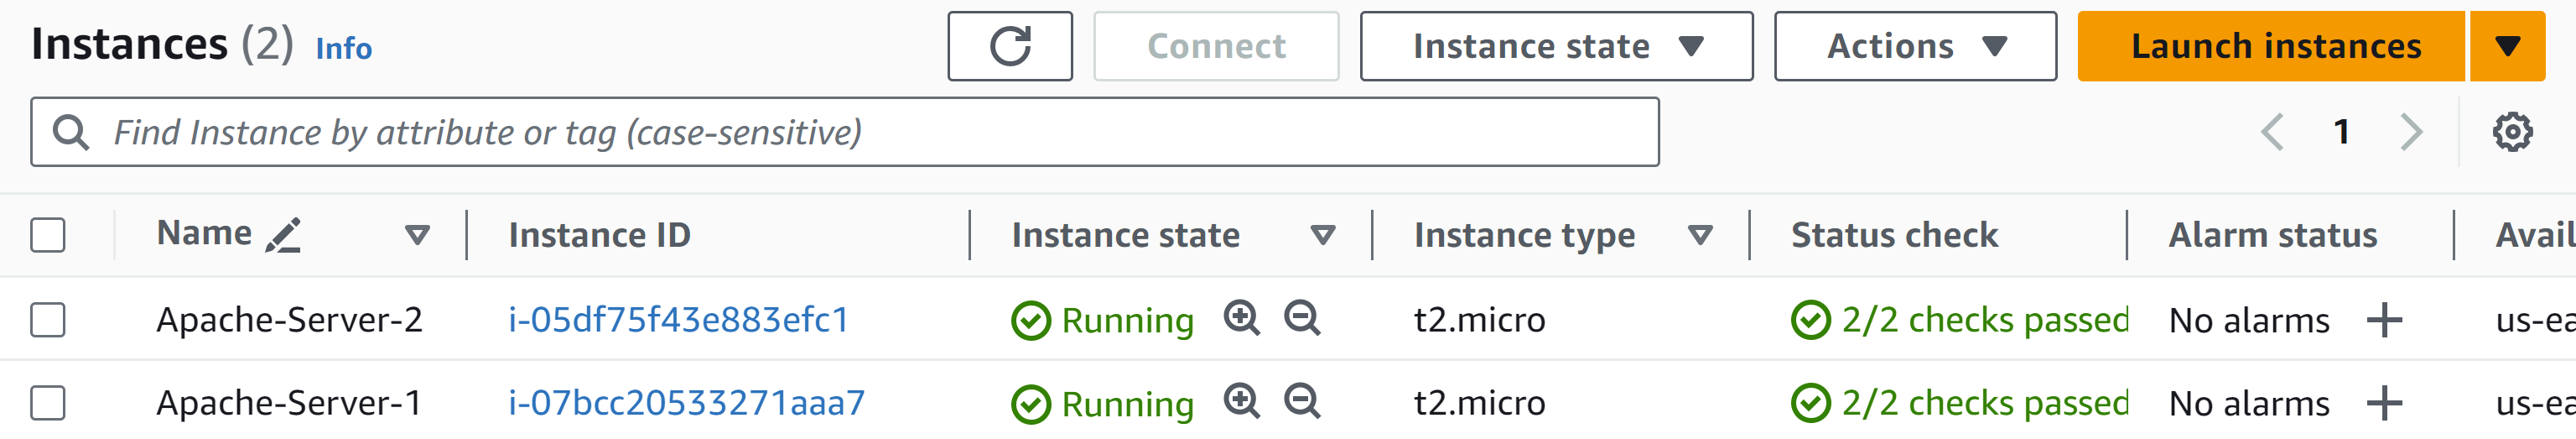 Instances (2) Info Connect Instance state Actions Launch instances
Find Instance by attribute or tag (case-sensitive) 1
Name Instance ID Instance state Instance type Status check Alarm status Avail
Apache-Server-2 i-05df75f43e883efc1 Running t2.micro 2/2 checks passed No alarms us-ea
Apache-Server-1 i-07bcc20533271aaa7 Running t2.micro 2/2 checks passed No alarms us-ea